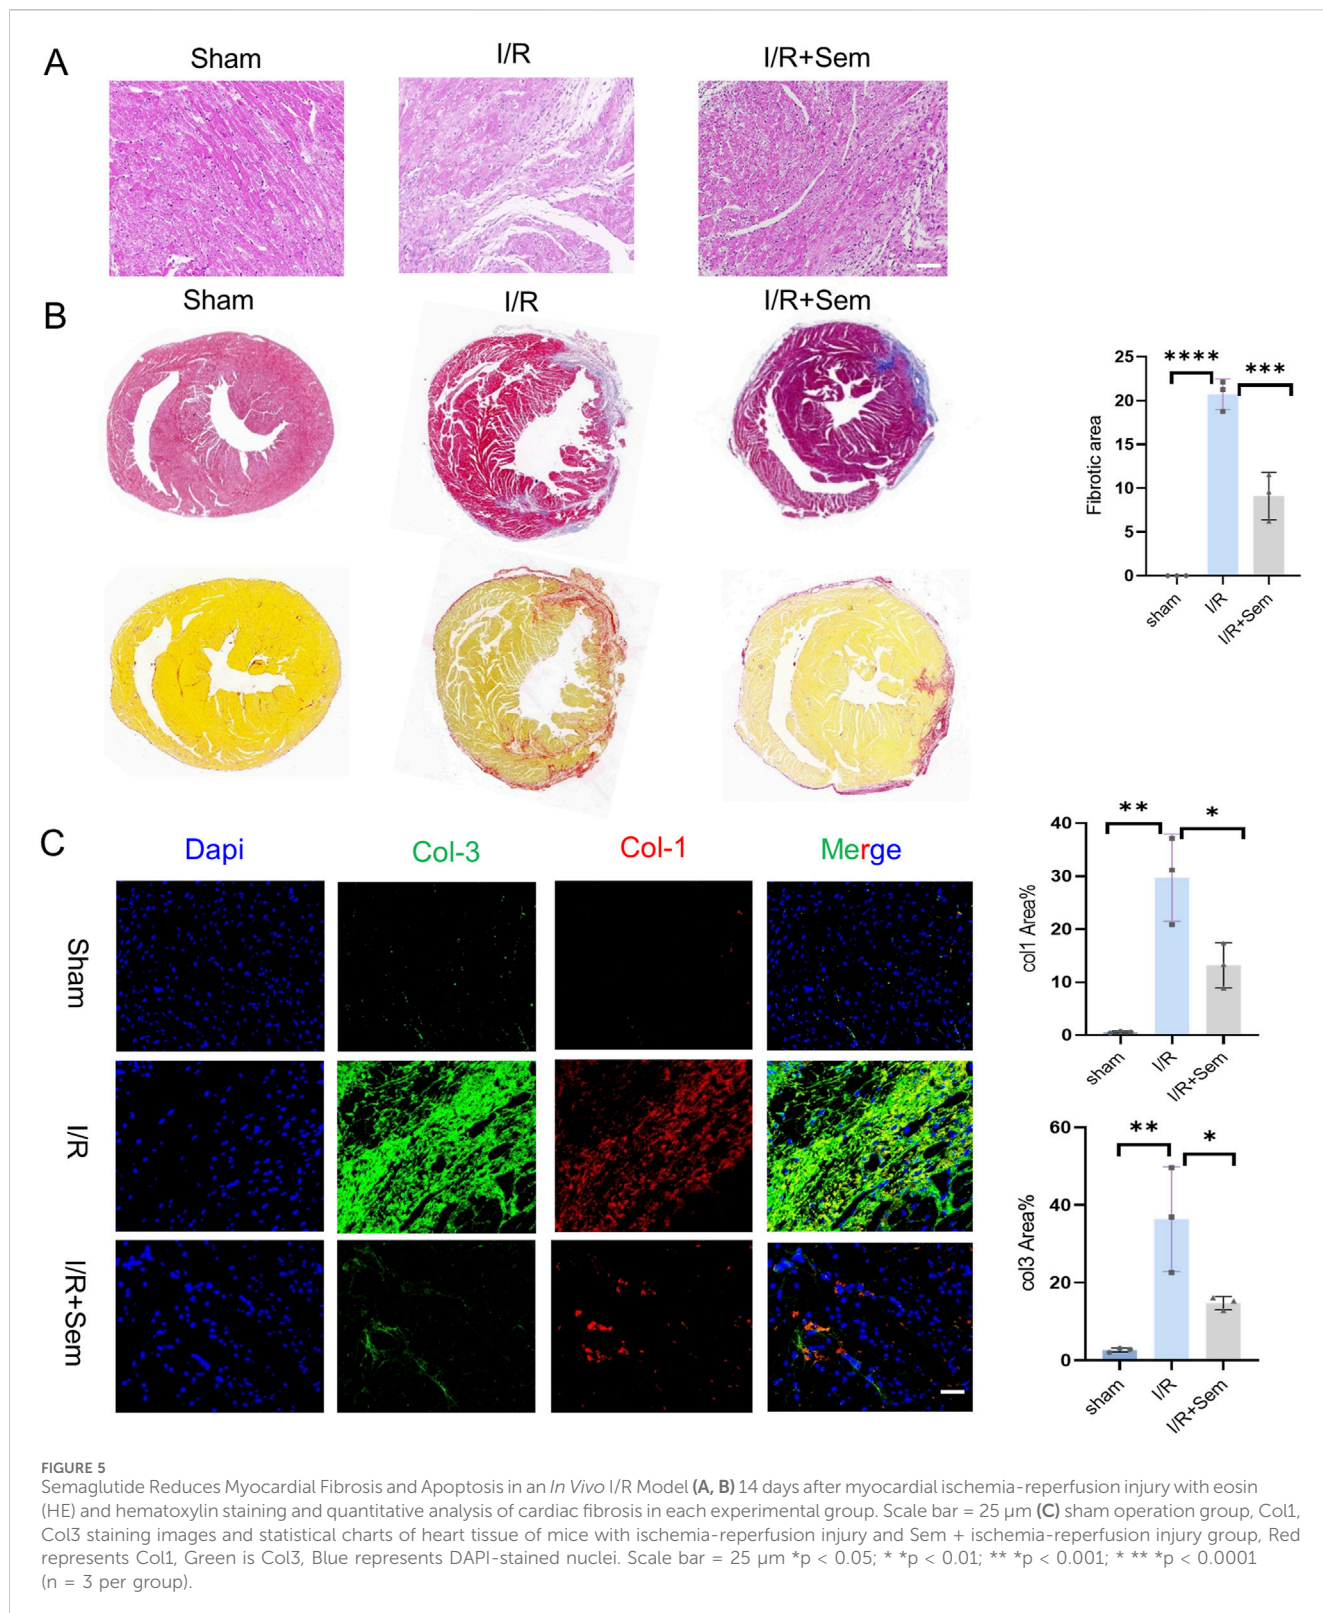 A
Sham
I/R
I/R+Sem
B
Sham
I/R
I/R+Sem
25
20
15
10
5
0
Fibrotic area
****
***
sham
I/R
I/R+Sem
C
Dapi
Col-3
Col-1
Merge
Sham
I/R
I/R+Sem
40
30
20
10
0
col1 Area%
**
*
sham
I/R
I/R+Sem
60
40
20
0
col3 Area%
**
*
sham
I/R
I/R+Sem
FIGURE 5
Semaglutide Reduces Myocardial Fibrosis and Apoptosis in an In Vivo I/R Model (A, B) 14 days after myocardial ischemia-reperfusion injury with eosin
(HE) and hematoxylin staining and quantitative analysis of cardiac fibrosis in each experimental group. Scale bar = 25 μm (C) sham operation group, Col1,
Col3 staining images and statistical charts of heart tissue of mice with ischemia-reperfusion injury and Sem + ischemia-reperfusion injury group, Red
represents Col1, Green is Col3, Blue represents DAPI-stained nuclei. Scale bar = 25 μm *p < 0.05; * *p < 0.01; ** *p < 0.001; * ** *p < 0.0001
(n = 3 per group).